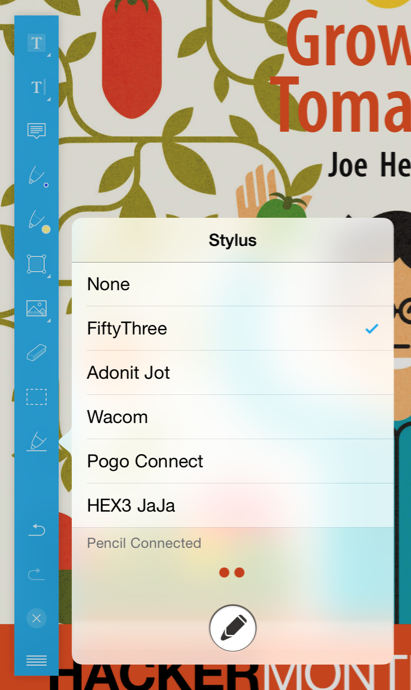 T
T
Grow
Toma
Joe He
Stylus
None
FiftyThree
Adonit Jot
Wacom
Pogo Connect
HEX3 JaJa
Pencil Connected
HACKERMONT